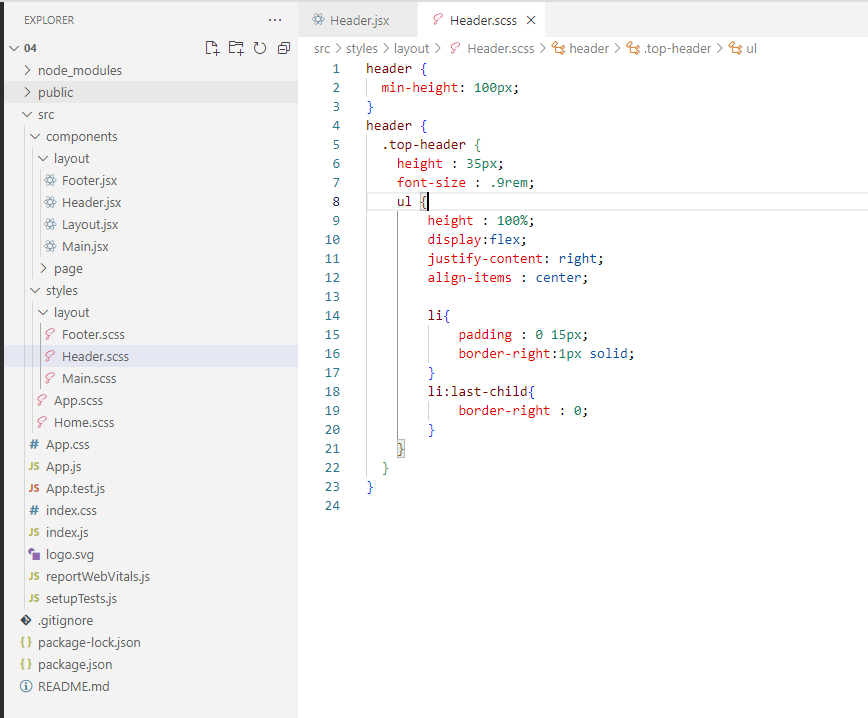 EXPLORER
04
node_modules
public
src
components
layout
Footer.jsx
Header.jsx
Layout.jsx
Main.jsx
page
styles
layout
Footer.scss
Header.scss
Main.scss
App.scss
Home.scss
# App.css
JS App.js
JS App.test.js
# index.css
JS index.js
logo.svg
JS reportWebVitals.js
JS setupTests.js
.gitignore
{} package-lock.json
{} package.json
README.md
Header.jsx Header.scss
src > styles > layout > Header.scss > header > .top-header > ul
1 header {
2 min-height: 100px;
3 }
4 header {
5 .top-header {
6 height : 35px;
7 font-size : .9rem;
8 ul {
9 height : 100%;
10 display:flex;
11 justify-content: right;
12 align-items : center;
13
14 li{
15 padding : 0 15px;
16 border-right:1px solid;
17 }
18 li:last-child{
19 border-right : 0;
20 }
21 }
22 }
23 }
24